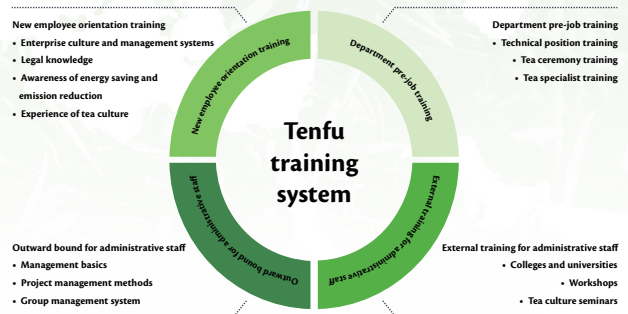 New employee orientation training
• Enterprise culture and management systems
• Legal knowledge
• Awareness of energy saving and
emission reduction
• Experience of tea culture
Department pre-job training
• Technical position training
• Tea ceremony training
• Tea specialist training
New employee orientation training
Department pre-job training
Tenfu
training
system
Outward bound for administrative staff
External training for administrative staff
Outward bound for administrative staff
• Management basics
• Project management methods
• Group management system
External training for administrative staff
• Colleges and universities
• Workshops
• Tea culture seminars